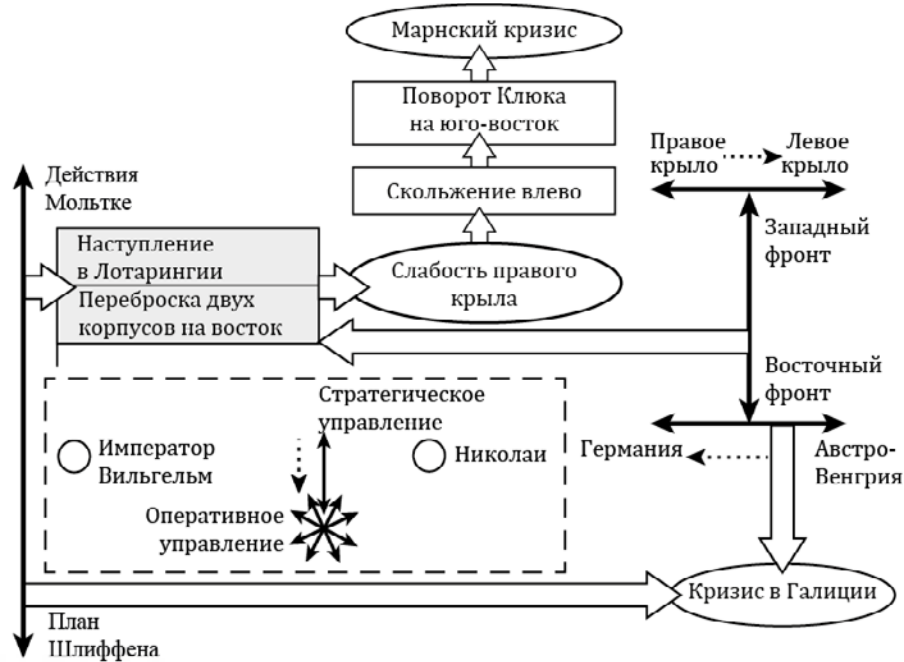 Марнский кризис
Поворот Клюка
на юго-восток
Правое
крыло
Левое
крыло
Действия
Мольтке
Скольжение влево
Наступление
в Лотарингии
Переброска двух
корпусов на восток
Слабость правого
крыла
Западный
фронт
Восточный
фронт
Стратегическое
управление
Император
Вильгельм
Николаи
Германия
Австро-
Венгрия
Оперативное
управление
Кризис в Галиции
План
Шлиффена